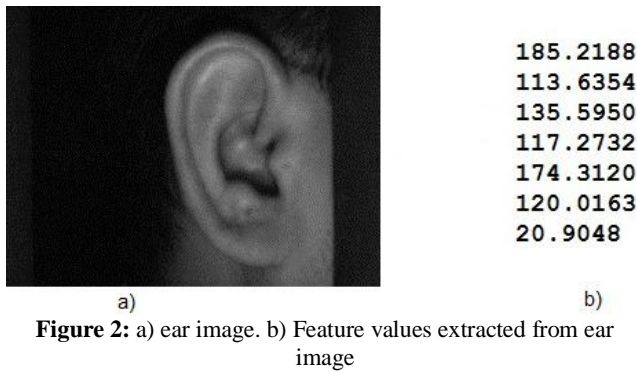 185.2188
113.6354
135.5950
117.2732
174.3120
120.0163
20.9048
a)
b)
Figure 2: a) ear image. b) Feature values extracted from ear
image